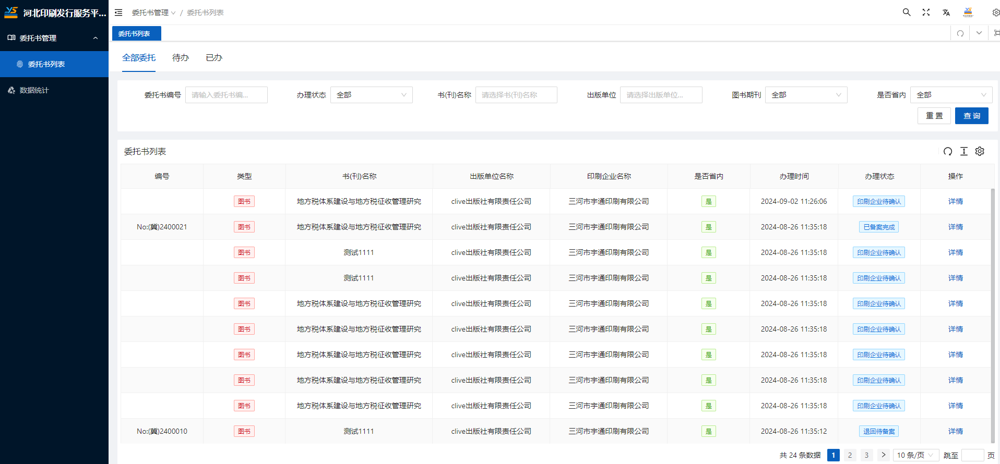 河北印刷发行服务平...
委托书管理
委托书列表
数据统计
委托书管理 / 委托书列表
委托书列表
全部委托 待办 已办
委托书编号 请输入委托书编... 办理状态 全部 书(刊)名称 请选择书(刊)名称 出版单位 请选择出版单位... 图书期刊 全部 是否省内 全部
重 置 查 询
委托书列表
编号 类型 书(刊)名称 出版单位名称 印刷企业名称 是否省内 办理时间 办理状态 操作
图书 地方税体系建设与地方税征收管理研究 clive出版社有限责任公司 三河市宇通印刷有限公司 是 2024-09-02 11:26:06 印刷企业待确认 详情
No:(冀)2400021 图书 地方税体系建设与地方税征收管理研究 clive出版社有限责任公司 三河市宇通印刷有限公司 是 2024-08-26 11:35:18 已备案完成 详情
图书 测试1111 clive出版社有限责任公司 三河市宇通印刷有限公司 是 2024-08-26 11:35:18 印刷企业待确认 详情
图书 测试1111 clive出版社有限责任公司 三河市宇通印刷有限公司 是 2024-08-26 11:35:18 印刷企业待确认 详情
图书 地方税体系建设与地方税征收管理研究 clive出版社有限责任公司 三河市宇通印刷有限公司 是 2024-08-26 11:35:18 印刷企业待确认 详情
图书 地方税体系建设与地方税征收管理研究 clive出版社有限责任公司 三河市宇通印刷有限公司 是 2024-08-26 11:35:18 印刷企业待确认 详情
图书 地方税体系建设与地方税征收管理研究 clive出版社有限责任公司 三河市宇通印刷有限公司 是 2024-08-26 11:35:18 印刷企业待确认 详情
图书 地方税体系建设与地方税征收管理研究 clive出版社有限责任公司 三河市宇通印刷有限公司 是 2024-08-26 11:35:18 印刷企业待确认 详情
图书 地方税体系建设与地方税征收管理研究 clive出版社有限责任公司 三河市宇通印刷有限公司 是 2024-08-26 11:35:18 印刷企业待确认 详情
No:(冀)2400010 图书 测试1111 clive出版社有限责任公司 三河市宇通印刷有限公司 是 2024-08-26 11:35:12 退回待备案 详情
共 24 条数据 1 2 3 > 10 条/页 跳至 页